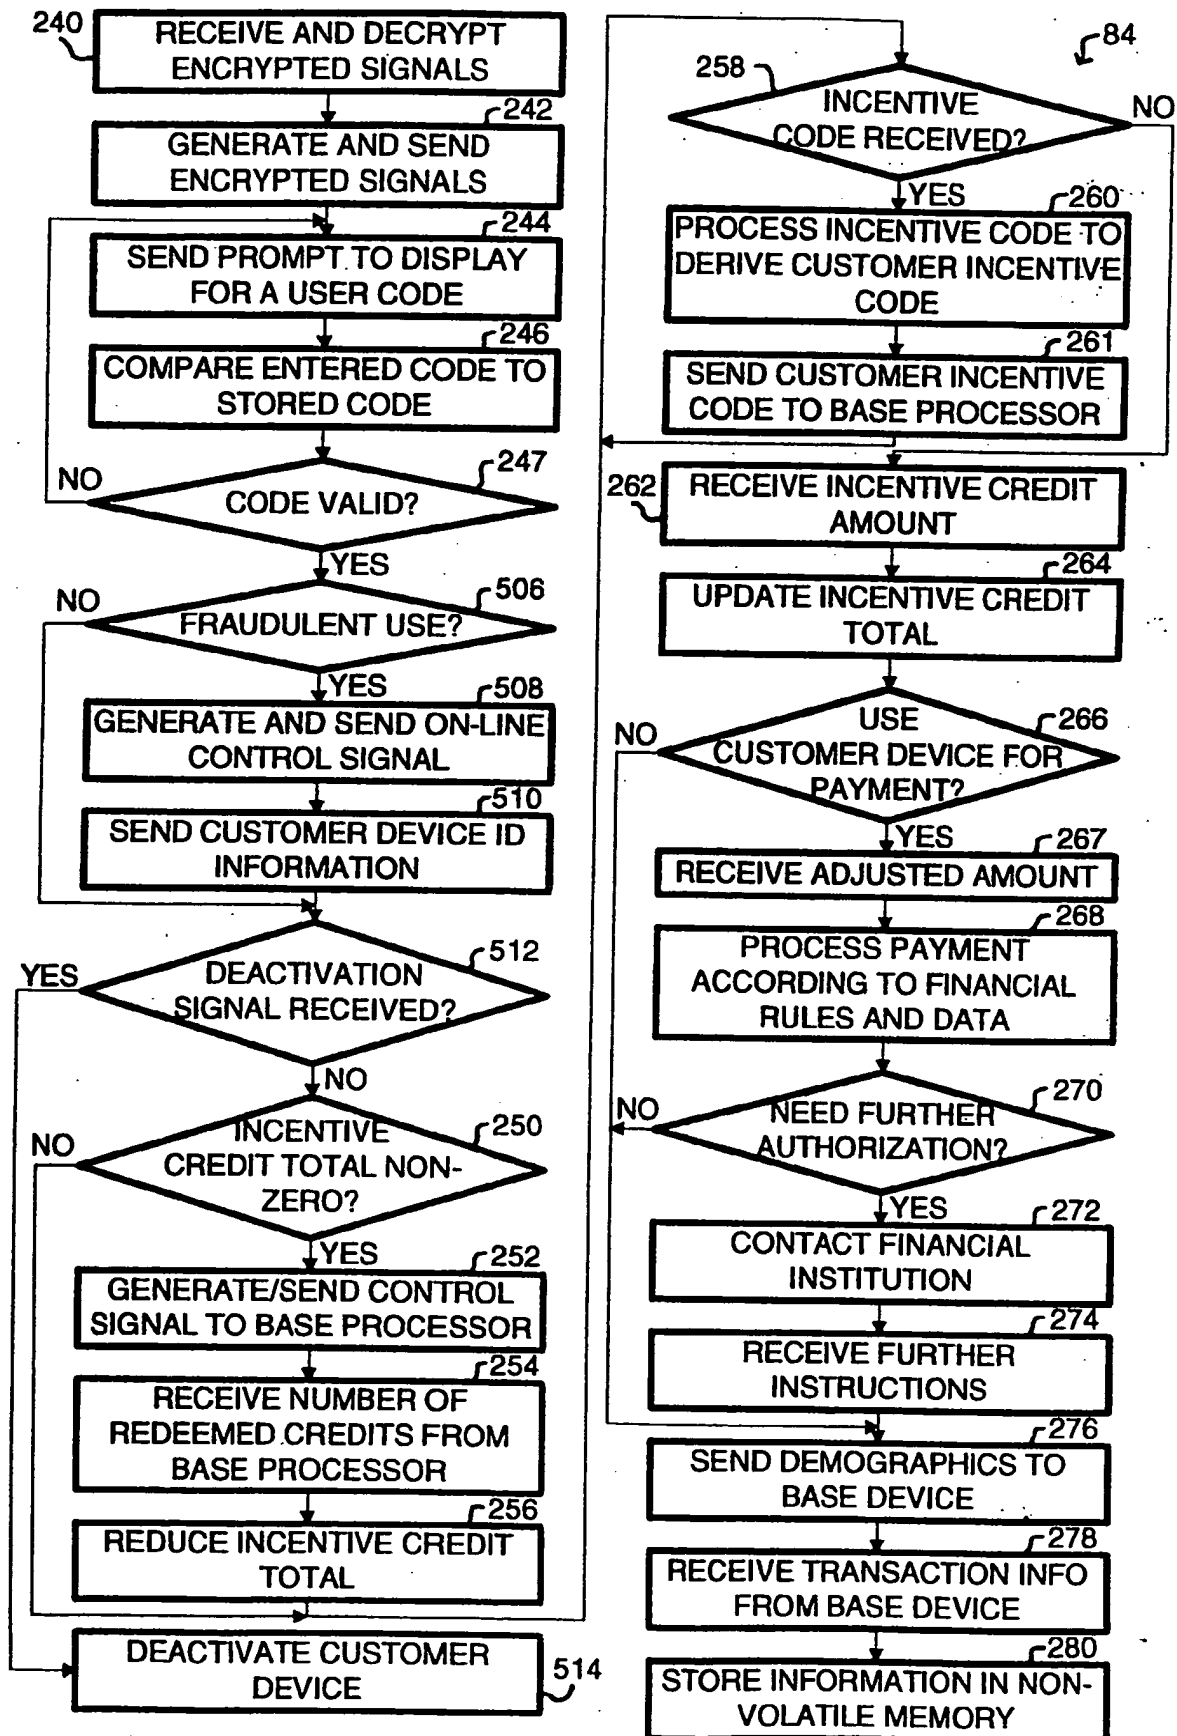 240
RECEIVE AND DECRYPT
ENCRYPTED SIGNALS
242
GENERATE AND SEND
ENCRYPTED SIGNALS
244
SEND PROMPT TO DISPLAY
FOR A USER CODE
246
COMPARE ENTERED CODE TO
STORED CODE
247
NO
CODE VALID?
YES
506
NO
FRAUDULENT USE?
YES
508
GENERATE AND SEND ON-LINE
CONTROL SIGNAL
510
SEND CUSTOMER DEVICE ID
INFORMATION
512
YES
DEACTIVATION
SIGNAL RECEIVED?
NO
250
NO
INCENTIVE
CREDIT TOTAL NON-
ZERO?
YES
252
GENERATE/SEND CONTROL
SIGNAL TO BASE PROCESSOR
254
RECEIVE NUMBER OF
REDEEMED CREDITS FROM
BASE PROCESSOR
256
REDUCE INCENTIVE CREDIT
TOTAL
DEACTIVATE CUSTOMER
DEVICE
514
84
258
INCENTIVE
CODE RECEIVED?
NO
YES
260
PROCESS INCENTIVE CODE TO
DERIVE CUSTOMER INCENTIVE
CODE
261
SEND CUSTOMER INCENTIVE
CODE TO BASE PROCESSOR
262
RECEIVE INCENTIVE CREDIT
AMOUNT
264
UPDATE INCENTIVE CREDIT
TOTAL
266
NO
USE
CUSTOMER DEVICE FOR
PAYMENT?
YES
267
RECEIVE ADJUSTED AMOUNT
268
PROCESS PAYMENT
ACCORDING TO FINANCIAL
RULES AND DATA
270
NO
NEED FURTHER
AUTHORIZATION?
YES
272
CONTACT FINANCIAL
INSTITUTION
274
RECEIVE FURTHER
INSTRUCTIONS
276
SEND DEMOGRAPHICS TO
BASE DEVICE
278
RECEIVE TRANSACTION INFO
FROM BASE DEVICE
280
STORE INFORMATION IN NON-
VOLATILE MEMORY